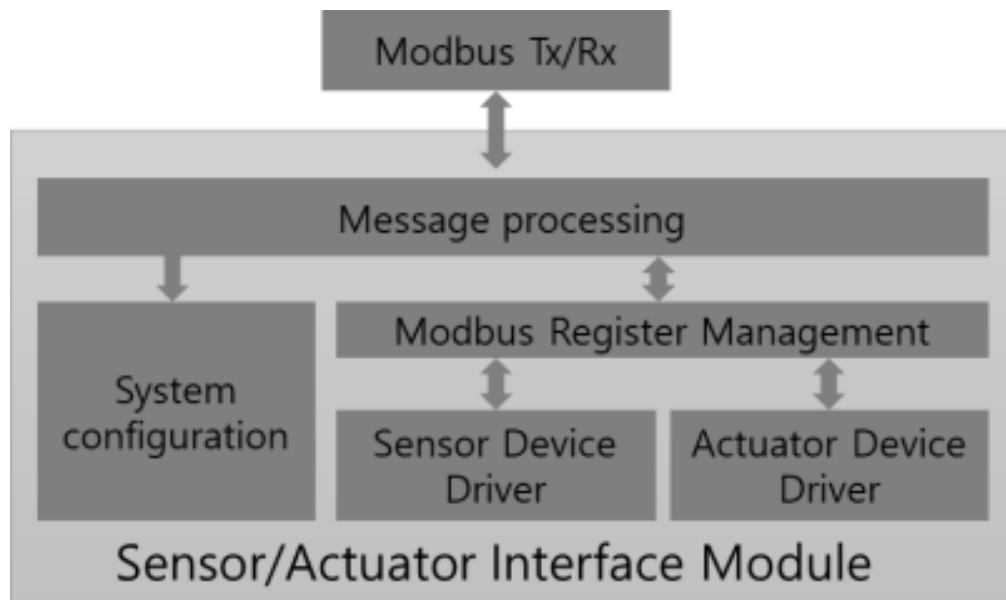 Modbus Tx/Rx
Message processing
System
configuration
Modbus Register Management
Sensor Device
Driver
Actuator Device
Driver
Sensor/Actuator Interface Module